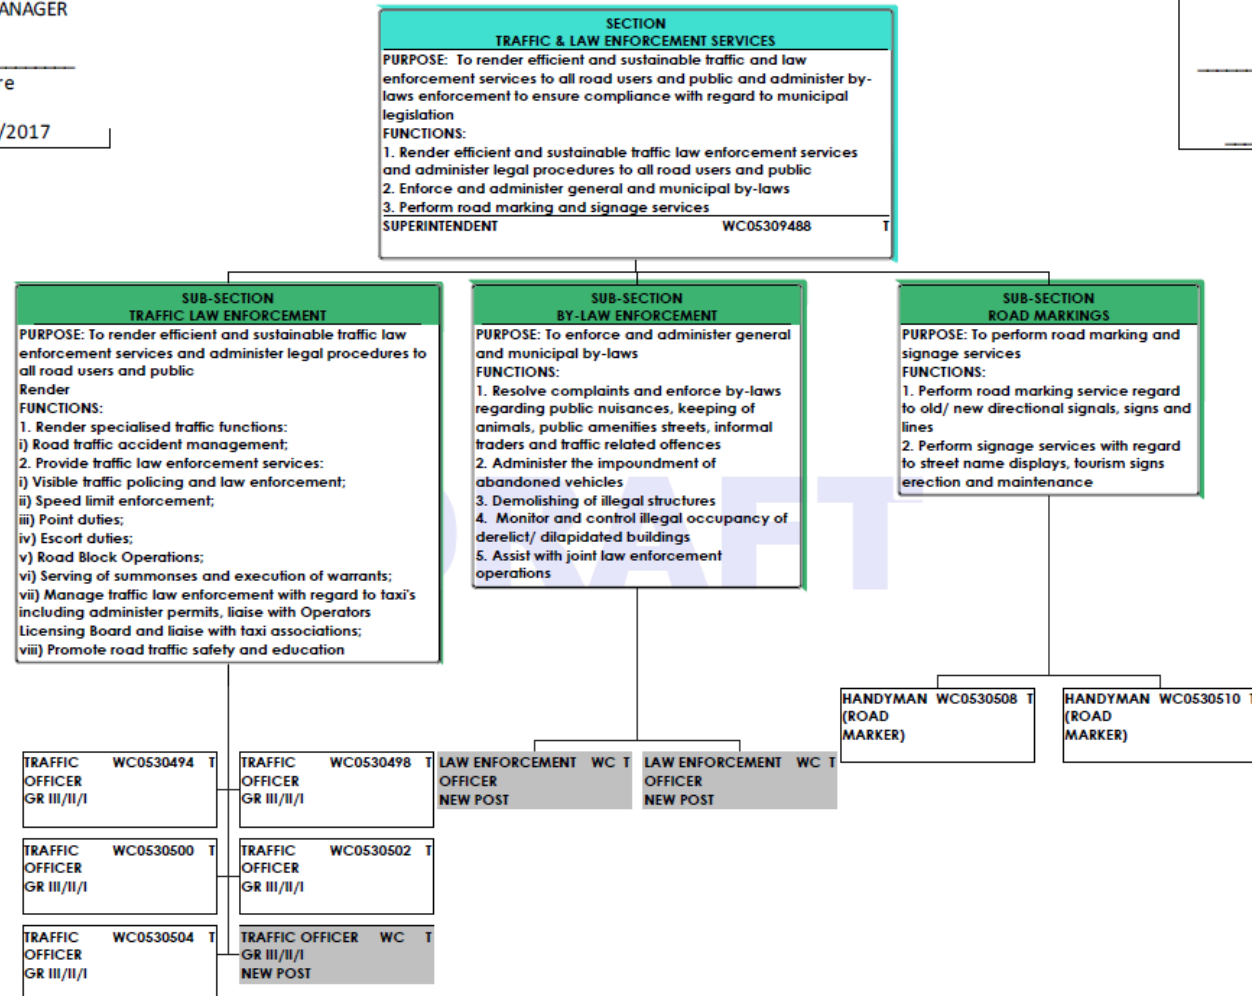 ANAGER
re
/2017
SECTION
TRAFFIC & LAW ENFORCEMENT SERVICES
PURPOSE: To render efficient and sustainable traffic and law
enforcement services to all road users and public and administer by-
laws enforcement to ensure compliance with regard to municipal
legislation
FUNCTIONS:
1. Render efficient and sustainable traffic law enforcement services
and administer legal procedures to all road users and public
2. Enforce and administer general and municipal by-laws
3. Perform road marking and signage services
SUPERINTENDENT WC05309488 T
SUB-SECTION
TRAFFIC LAW ENFORCEMENT
PURPOSE: To render efficient and sustainable traffic law
enforcement services and administer legal procedures to
all road users and public
Render
FUNCTIONS:
1. Render specialised traffic functions:
i) Road traffic accident management;
2. Provide traffic law enforcement services:
i) Visible traffic policing and law enforcement;
ii) Speed limit enforcement;
iii) Point duties;
iv) Escort duties;
v) Road Block Operations;
vi) Serving of summonses and execution of warrants;
vii) Manage traffic law enforcement with regard to taxi's
including administer permits, liaise with Operators
Licensing Board and liaise with taxi associations;
viii) Promote road traffic safety and education
SUB-SECTION
BY-LAW ENFORCEMENT
PURPOSE: To enforce and administer general
and municipal by-laws
FUNCTIONS:
1. Resolve complaints and enforce by-laws
regarding public nuisances, keeping of
animals, public amenities streets, informal
traders and traffic related offences
2. Administer the impoundment of
abandoned vehicles
3. Demolishing of illegal structures
4. Monitor and control illegal occupancy of
derelict/ dilapidated buildings
5. Assist with joint law enforcement
operations
SUB-SECTION
ROAD MARKINGS
PURPOSE: To perform road marking and
signage services
FUNCTIONS:
1. Perform road marking service regard
to old/ new directional signals, signs and
lines
2. Perform signage services with regard
to street name displays, tourism signs
erection and maintenance
DRAFT
HANDYMAN WC0530508 T
(ROAD
MARKER)
HANDYMAN WC0530510 T
(ROAD
MARKER)
TRAFFIC WC0530494 T
OFFICER
GR III/II/I
TRAFFIC WC0530498 T
OFFICER
GR III/II/I
LAW ENFORCEMENT WC T
OFFICER
NEW POST
LAW ENFORCEMENT WC T
OFFICER
NEW POST
TRAFFIC WC0530500 T
OFFICER
GR III/II/I
TRAFFIC WC0530502 T
OFFICER
GR III/II/I
TRAFFIC WC0530504 T
OFFICER
GR III/II/I
TRAFFIC OFFICER WC T
GR III/II/I
NEW POST